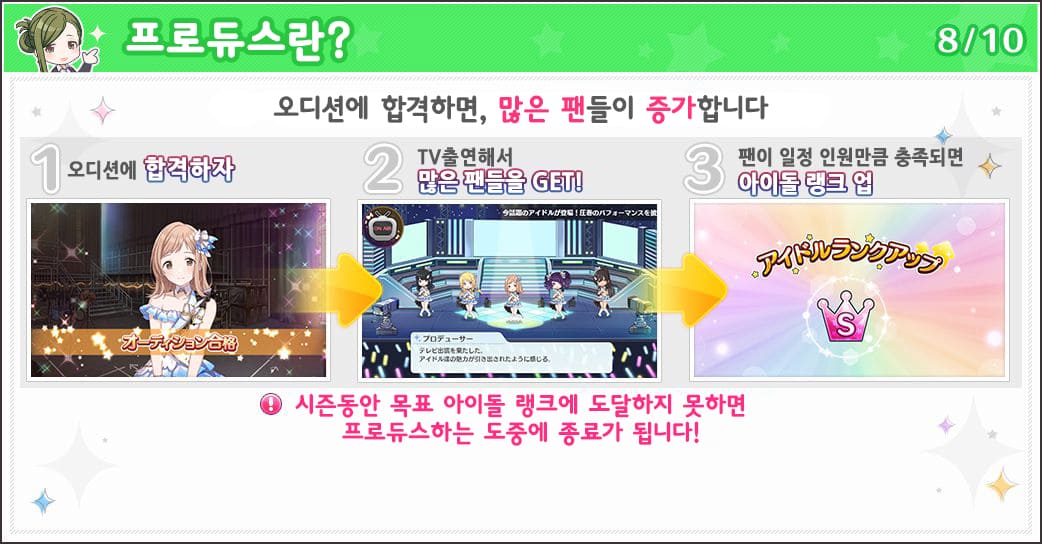 프로듀스란?
8/10
오디션에 합격하면, 많은 팬들이 증가합니다
1 오디션에 합격하자
2 TV출연해서
많은 팬들을 GET!
3 팬이 일정 인원만큼 충족되면
아이돌 랭크 업
オーディション合格
ON AIR
今話題のアイドルが登場！圧巻のパフォーマンスを披
プロデューサー
テレビ出演を果たした。
アイドル達の魅力が引き出されたように感じる。
アイドルランクアップ
S
! 시즌동안 목표 아이돌 랭크에 도달하지 못하면
프로듀스하는 도중에 종료가 됩니다!